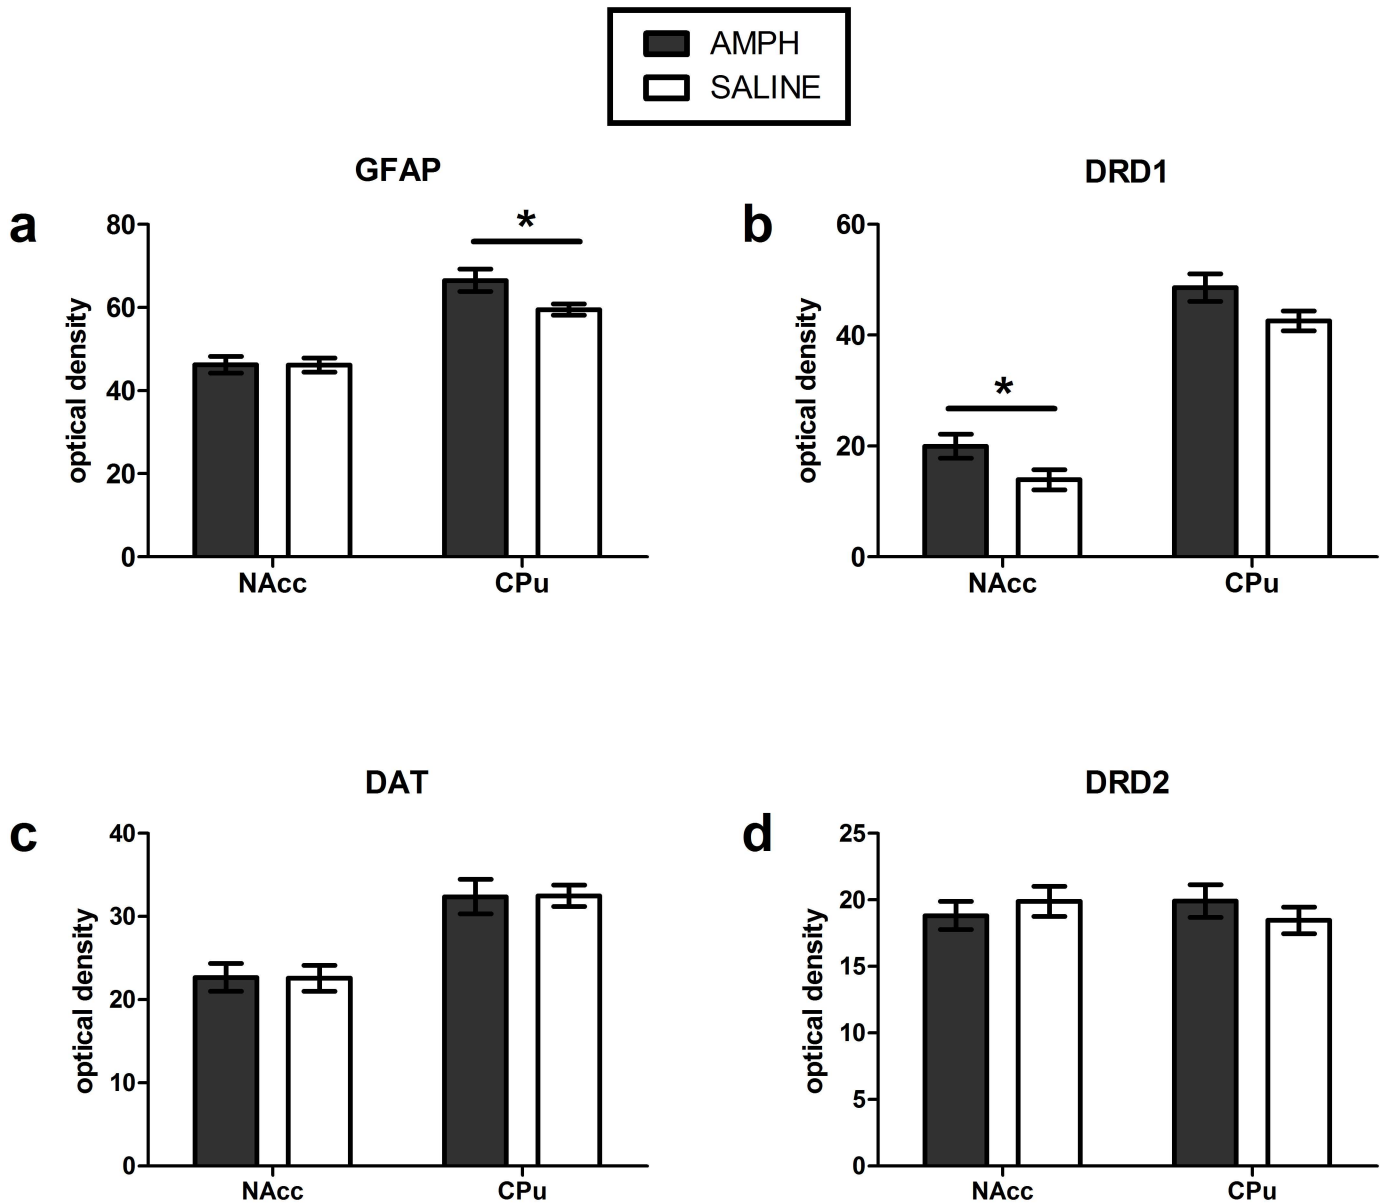 AMPH
SALINE
GFAP
a
80
60
40
20
0
optical density
*
NAcc
CPu
DRD1
b
60
40
20
0
optical density
*
NAcc
CPu
DAT
c
40
30
20
10
0
optical density
NAcc
CPu
DRD2
d
25
20
15
10
5
0
optical density
NAcc
CPu